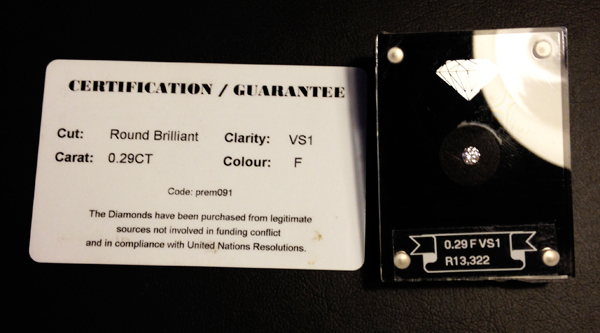 CERTIFICATION / GUARANTEE
Cut: Round Brilliant Clarity: VS1
Carat: 0.29CT Colour: F
Code: prem091
The Diamonds have been purchased from legitimate
sources not involved in funding conflict
and in compliance with United Nations Resolutions.
0.29 F VS1
R13,322